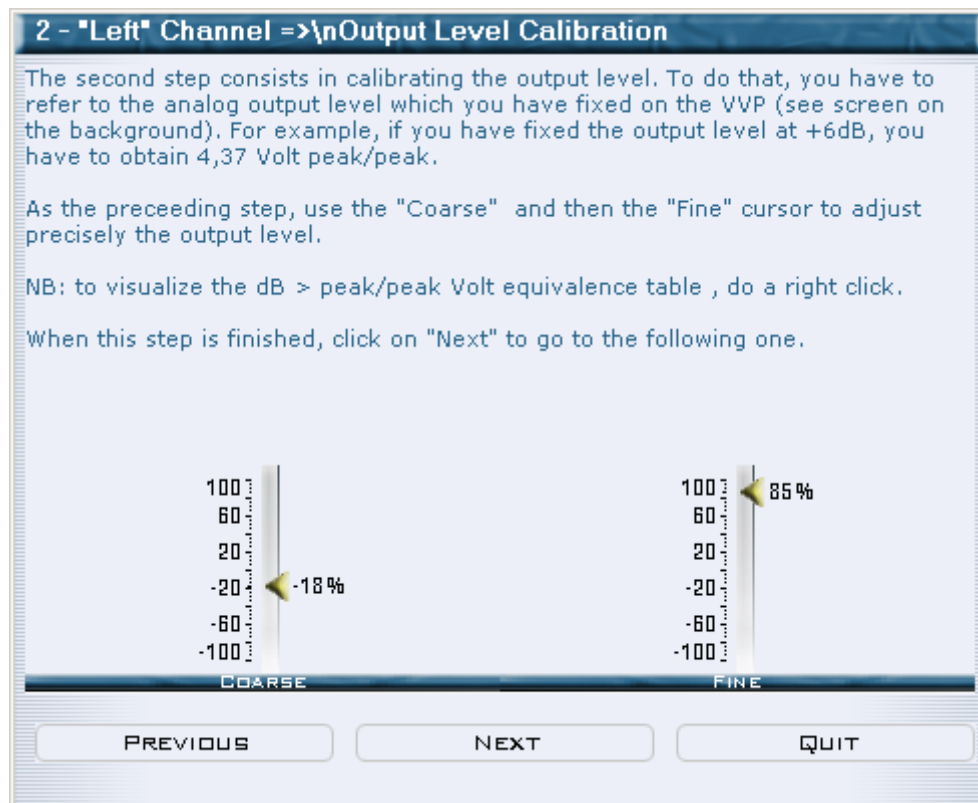 2 - "Left" Channel =>\nOutput Level Calibration
The second step consists in calibrating the output level. To do that, you have to
refer to the analog output level which you have fixed on the VVP (see screen on
the background). For example, if you have fixed the output level at +6dB, you
have to obtain 4,37 Volt peak/peak.
As the preceeding step, use the "Coarse"  and then the "Fine" cursor to adjust
precisely the output level.
NB: to visualize the dB > peak/peak Volt equivalence table , do a right click.
When this step is finished, click on "Next" to go to the following one.
100
60
20
-20
-60
-100
-18%
COARSE
100
60
20
-20
-60
-100
85%
FINE
PREVIOUS
NEXT
QUIT